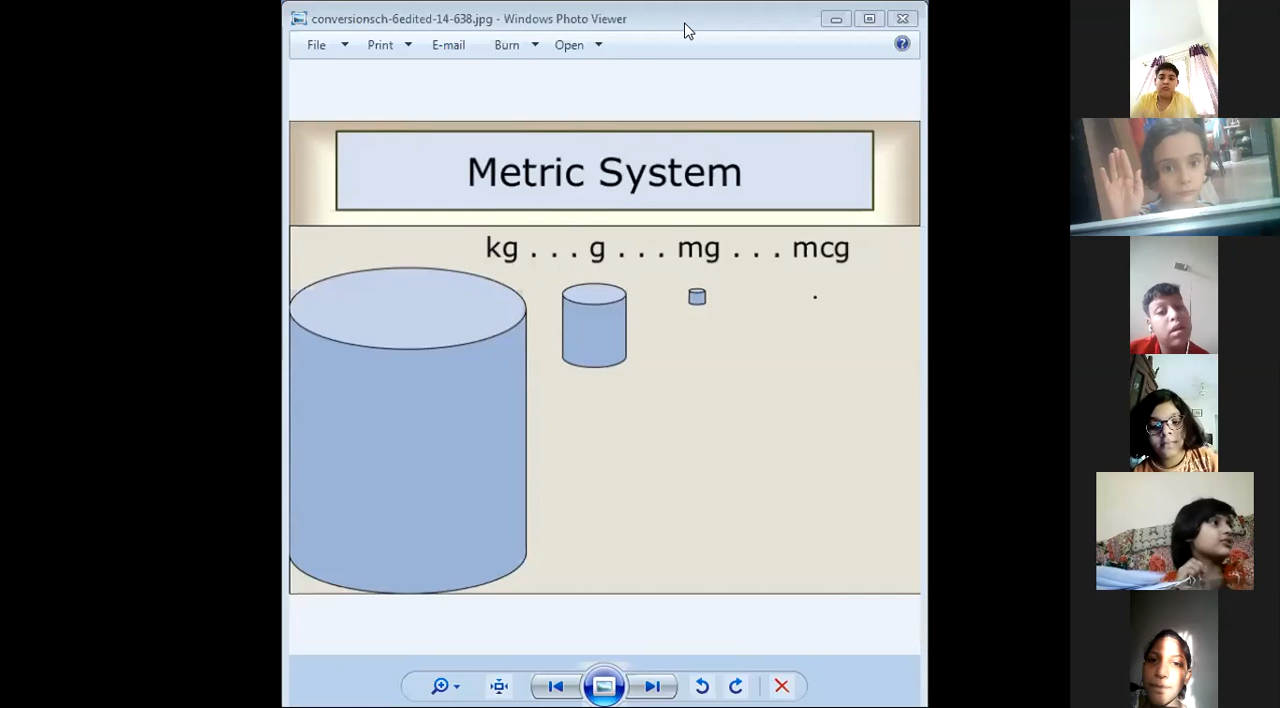 conversionsch-6edited-14-638.jpg - Windows Photo Viewer
File Print E-mail Burn Open
Metric System
kg . . . g . . . mg . . . mcg